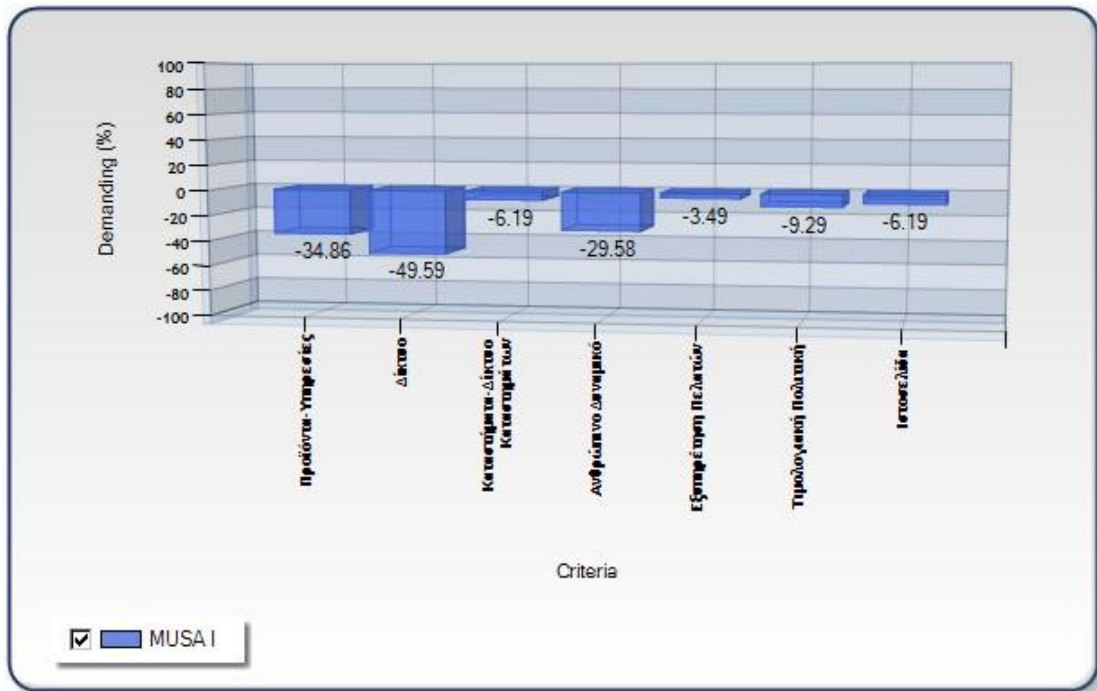 100
80
60
40
20
0
-20
-40
-60
-80
-100
Demanding (%)
-34.86
-49.59
-6.19
-29.58
-3.49
-9.29
-6.19
Προϊόντα-Υπηρεσίες
Δίκτυο
Καταστήματα-Δίκτυο
Καταστημάτων
Ανθρώπινο Δυναμικό
Εξυπηρέτηση Πελατών
Τιμολογιακή Πολιτική
Ιστοσελίδα
Criteria
MUSA I